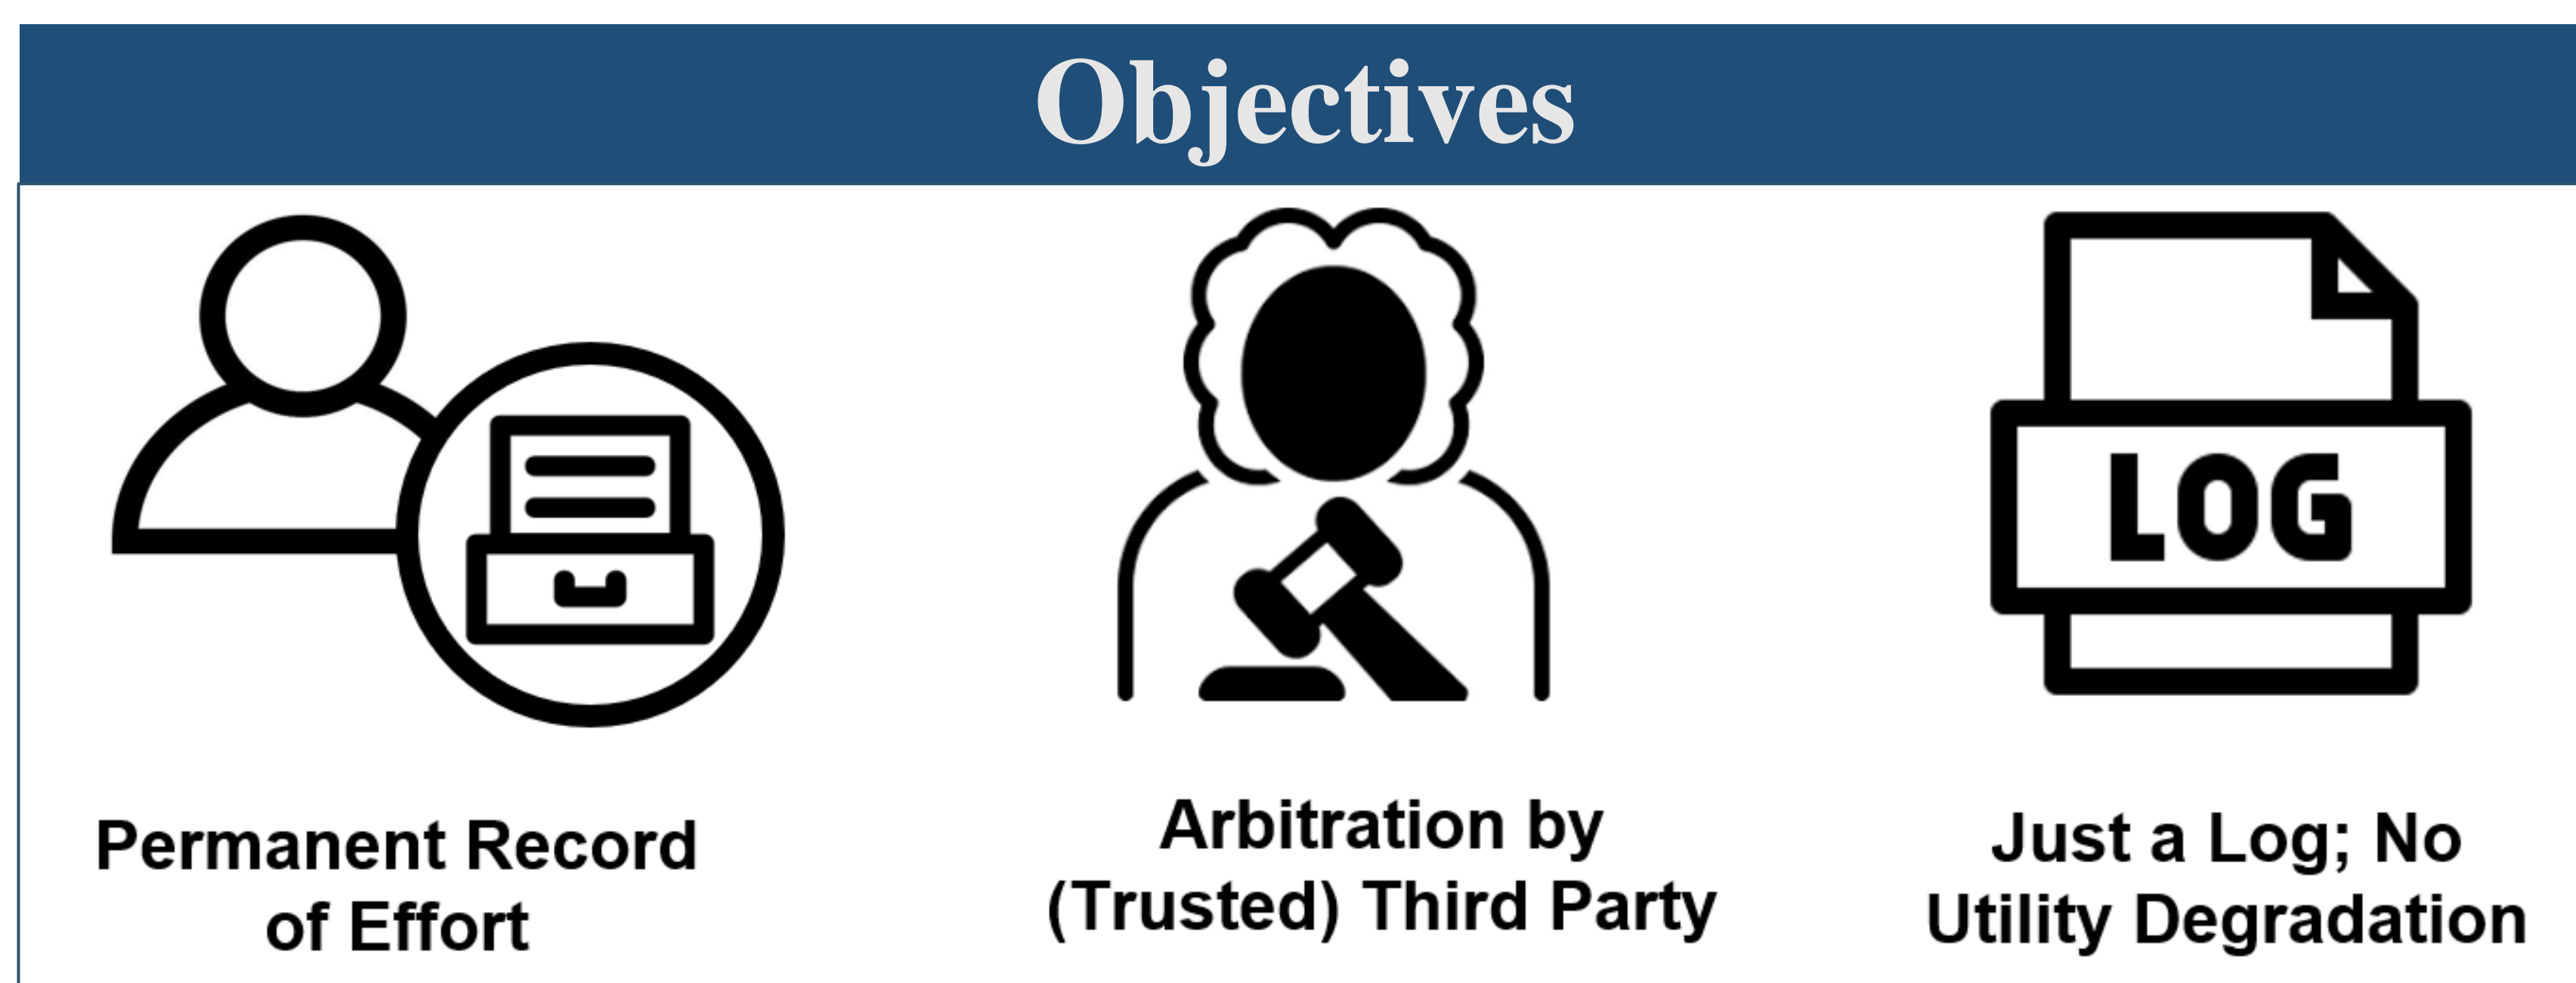 Objectives
LOG
Permanent Record
of Effort
Arbitration by
(Trusted) Third Party
Just a Log; No
Utility Degradation